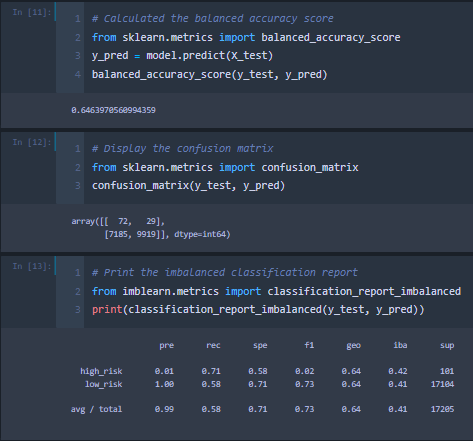 In [11]:
1 # Calculated the balanced accuracy score
2 from sklearn.metrics import balanced_accuracy_score
3 y_pred = model.predict(X_test)
4 balanced_accuracy_score(y_test, y_pred)
0.6463970560994359
In [12]:
1 # Display the confusion matrix
2 from sklearn.metrics import confusion_matrix
3 confusion_matrix(y_test, y_pred)
array([[  72,   29],
       [7185, 9919]], dtype=int64)
In [13]:
1 # Print the imbalanced classification report
2 from imblearn.metrics import classification_report_imbalanced
3 print(classification_report_imbalanced(y_test, y_pred))
pre rec spe f1 geo iba sup
high_risk 0.01 0.71 0.58 0.02 0.64 0.42 101
low_risk 1.00 0.58 0.71 0.73 0.64 0.41 17104
avg / total 0.99 0.58 0.71 0.73 0.64 0.41 17205